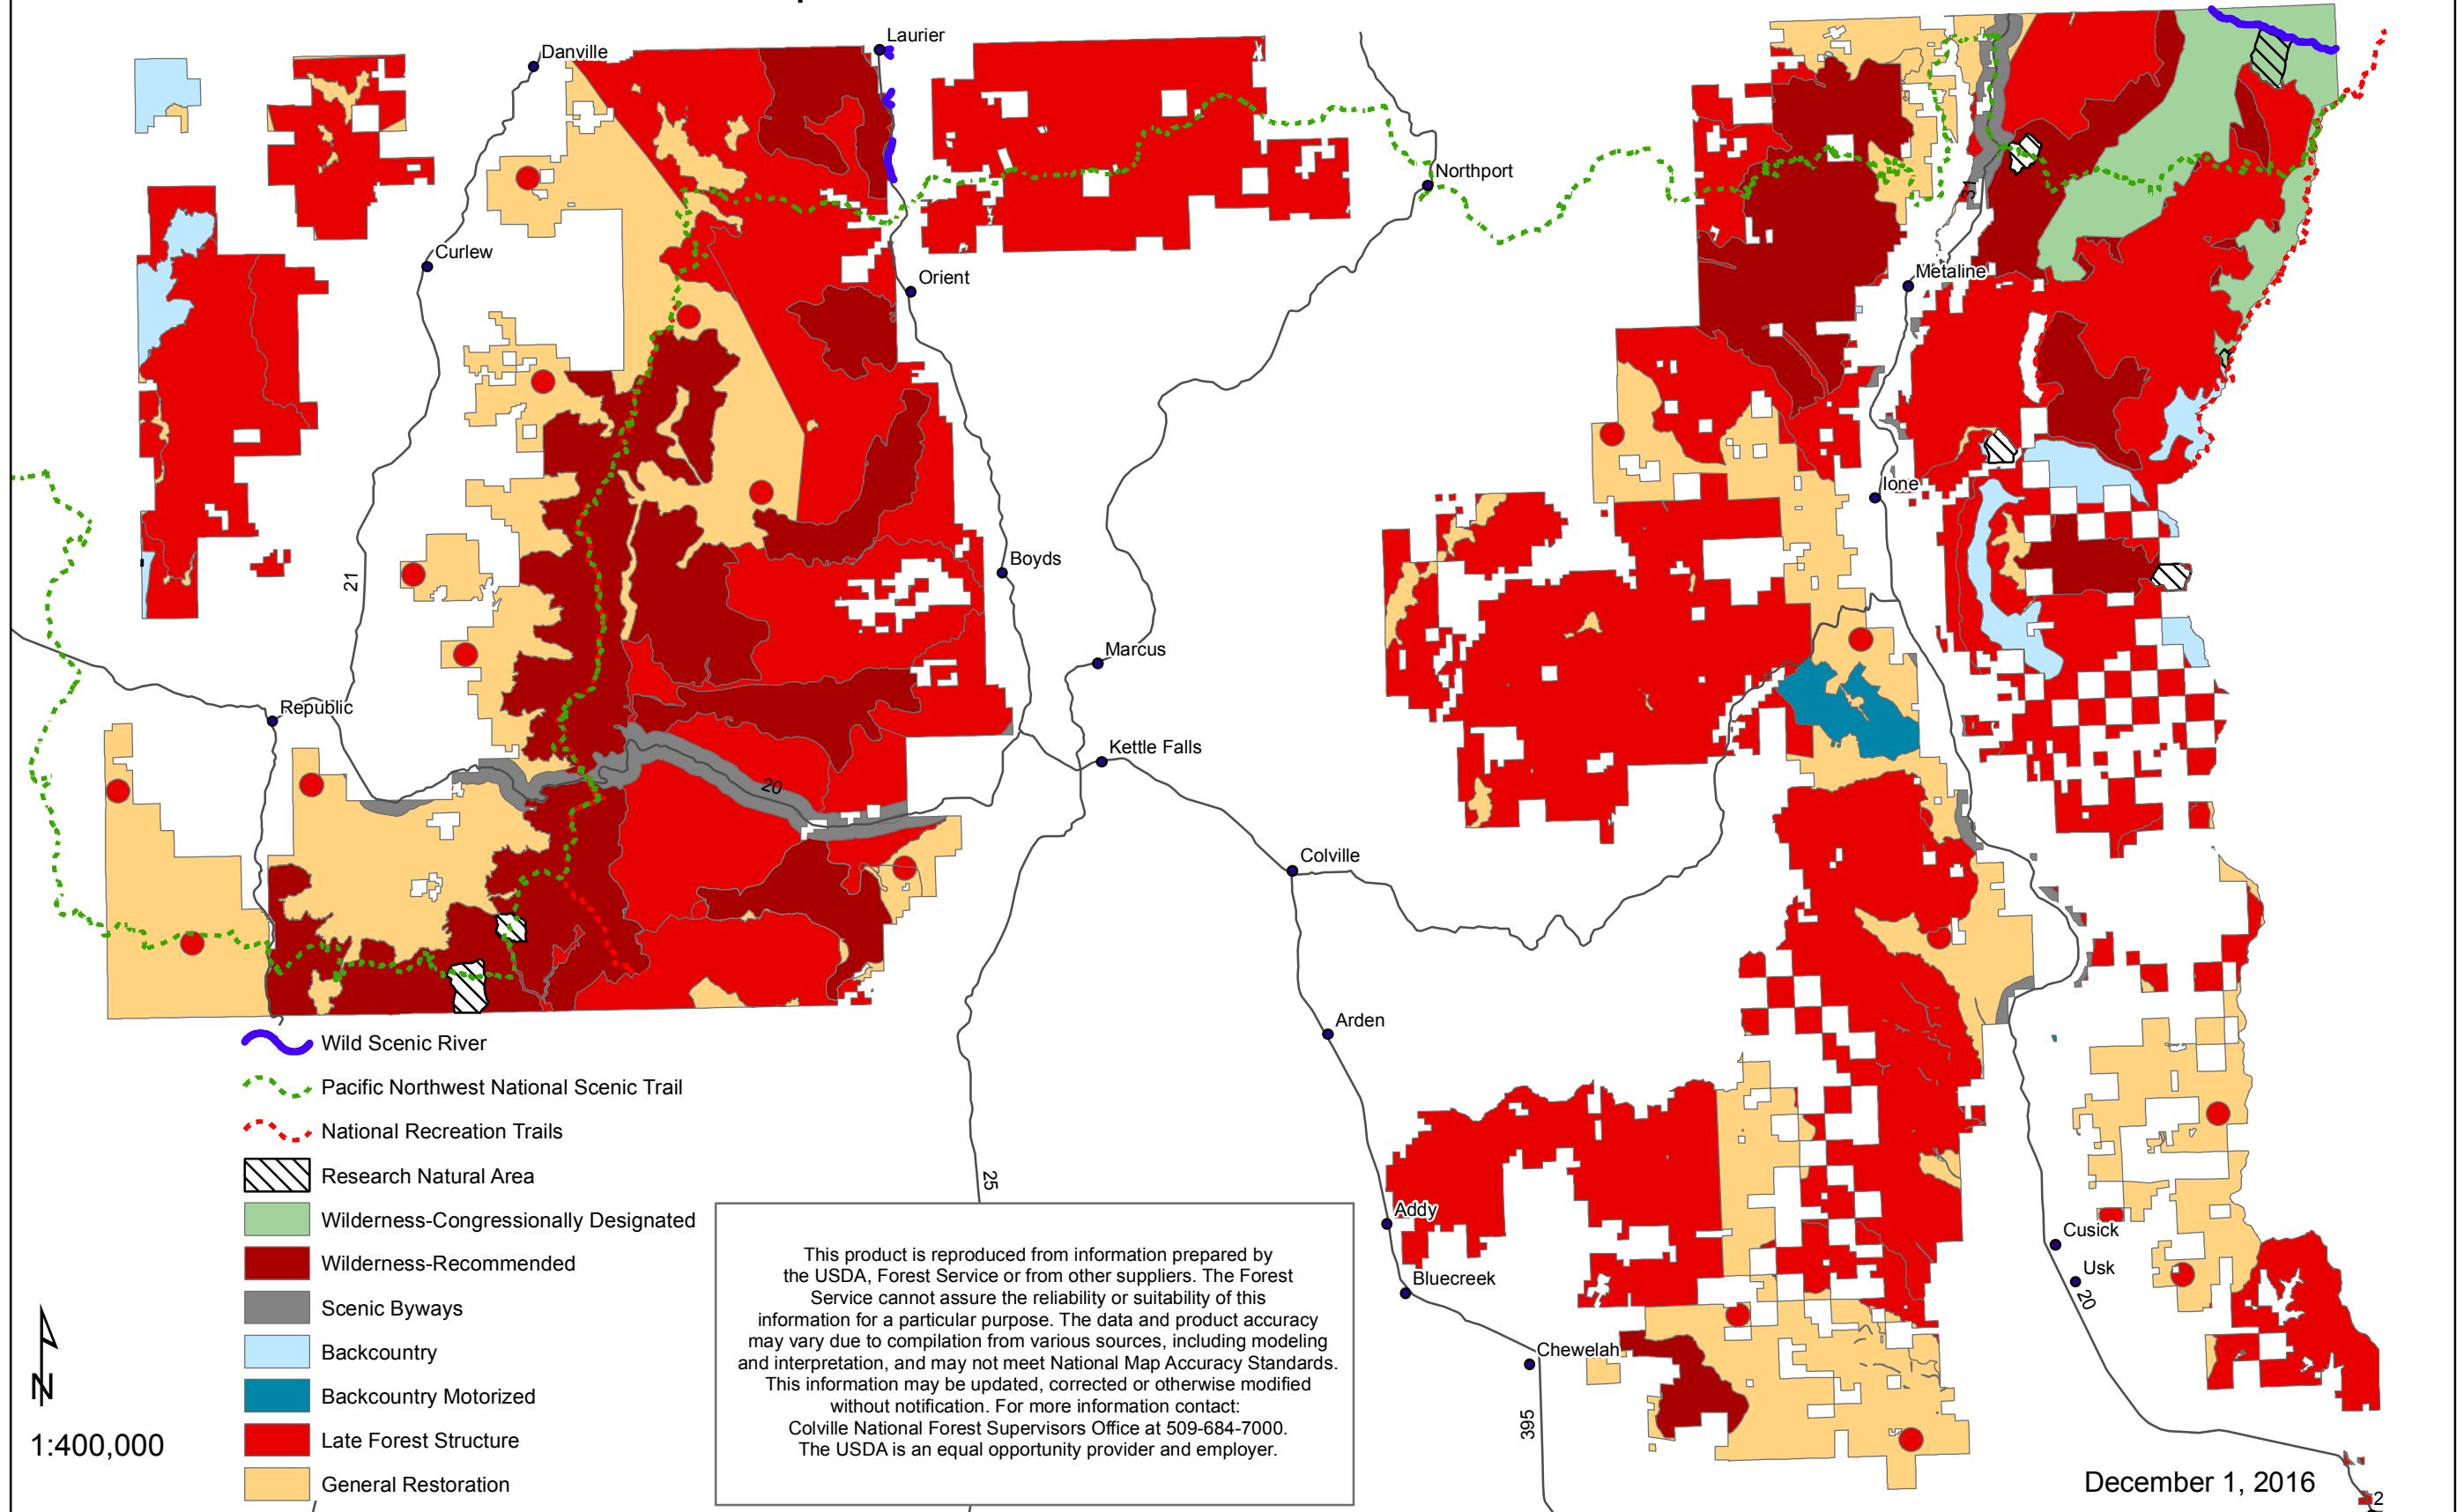 Laurier
Danville
Northport
Curlew
Orient
Metaline
31
Ione
Boyds
21
Marcus
Republic
Kettle Falls
20
Colville
Arden
Wild Scenic River
Pacific Northwest National Scenic Trail
National Recreation Trails
Research Natural Area
Wilderness-Congressionally Designated
Wilderness-Recommended
Scenic Byways
Backcountry
Backcountry Motorized
Late Forest Structure
General Restoration
N
1:400,000
25
This product is reproduced from information prepared by
the USDA, Forest Service or from other suppliers. The Forest
Service cannot assure the reliability or suitability of this
information for a particular purpose. The data and product accuracy
may vary due to compilation from various sources, including modeling
and interpretation, and may not meet National Map Accuracy Standards.
This information may be updated, corrected or otherwise modified
without notification. For more information contact:
Colville National Forest Supervisors Office at 509-684-7000.
The USDA is an equal opportunity provider and employer.
Addy
Bluecreek
Chewelah
395
Cusick
Usk
20
December 1, 2016
2